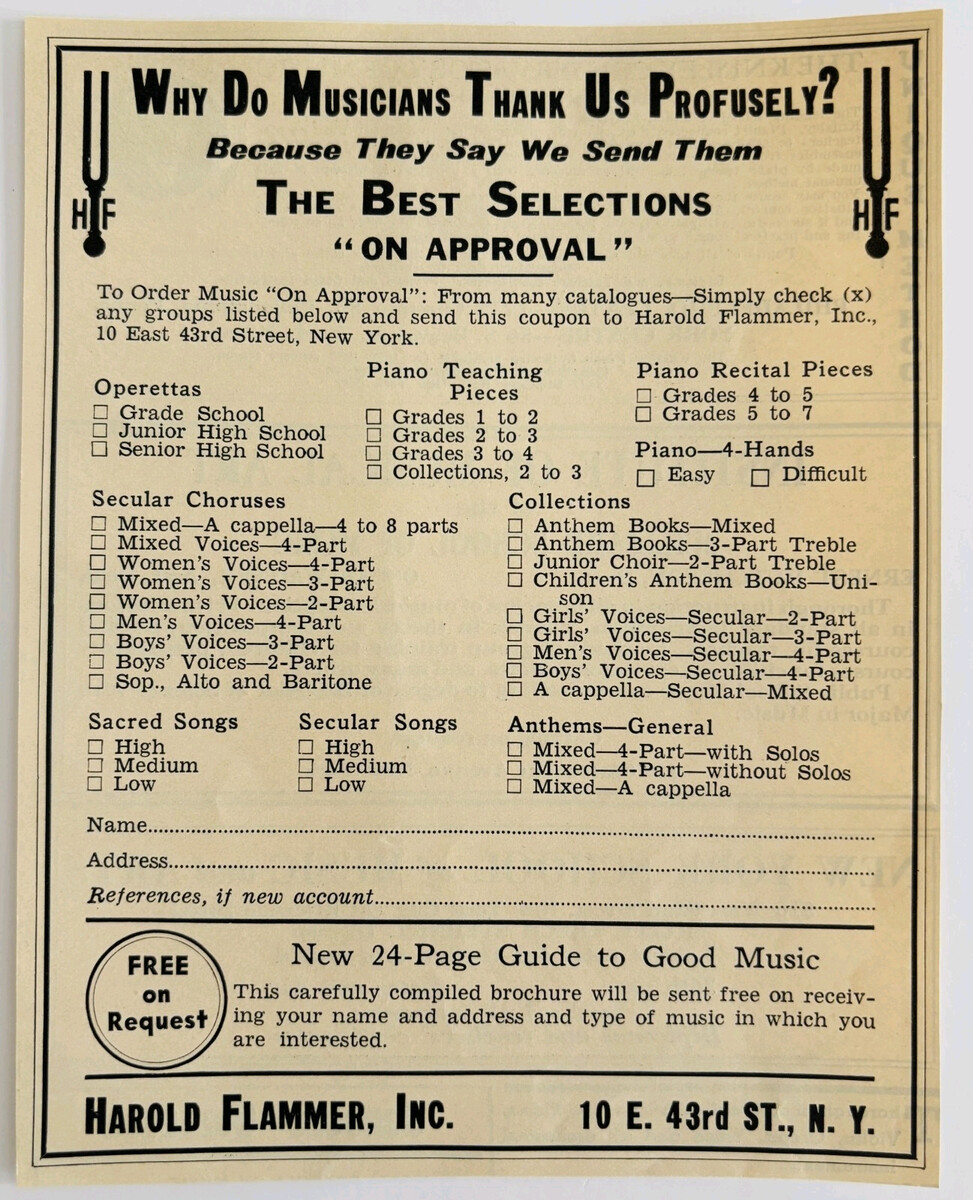 WHY DO MUSICIANS THANK US PROFUSELY?
Because They Say We Send Them
THE BEST SELECTIONS
"ON APPROVAL"
H F
H F
To Order Music "On Approval": From many catalogues—Simply check (x)
any groups listed below and send this coupon to Harold Flammer, Inc.,
10 East 43rd Street, New York.
Operettas
☐ Grade School
☐ Junior High School
☐ Senior High School
Piano Teaching
Pieces
☐ Grades 1 to 2
☐ Grades 2 to 3
☐ Grades 3 to 4
☐ Collections, 2 to 3
Piano Recital Pieces
☐ Grades 4 to 5
☐ Grades 5 to 7
Piano—4-Hands
☐ Easy ☐ Difficult
Secular Choruses
☐ Mixed—A cappella—4 to 8 parts
☐ Mixed Voices—4-Part
☐ Women's Voices—4-Part
☐ Women's Voices—3-Part
☐ Women's Voices—2-Part
☐ Men's Voices—4-Part
☐ Boys' Voices—3-Part
☐ Boys' Voices—2-Part
☐ Sop., Alto and Baritone
Collections
☐ Anthem Books—Mixed
☐ Anthem Books—3-Part Treble
☐ Junior Choir—2-Part Treble
☐ Children's Anthem Books—Uni-
son
☐ Girls' Voices—Secular—2-Part
☐ Girls' Voices—Secular—3-Part
☐ Men's Voices—Secular—4-Part
☐ Boys' Voices—Secular—4-Part
☐ A cappella—Secular—Mixed
Sacred Songs
☐ High
☐ Medium
☐ Low
Secular Songs
☐ High
☐ Medium
☐ Low
Anthems—General
☐ Mixed—4-Part—with Solos
☐ Mixed—4-Part—without Solos
☐ Mixed—A cappella
Name
Address
References, if new account
FREE
on
Request
New 24-Page Guide to Good Music
This carefully compiled brochure will be sent free on receiv-
ing your name and address and type of music in which you
are interested.
HAROLD FLAMMER, INC. 10 E. 43rd ST., N. Y.